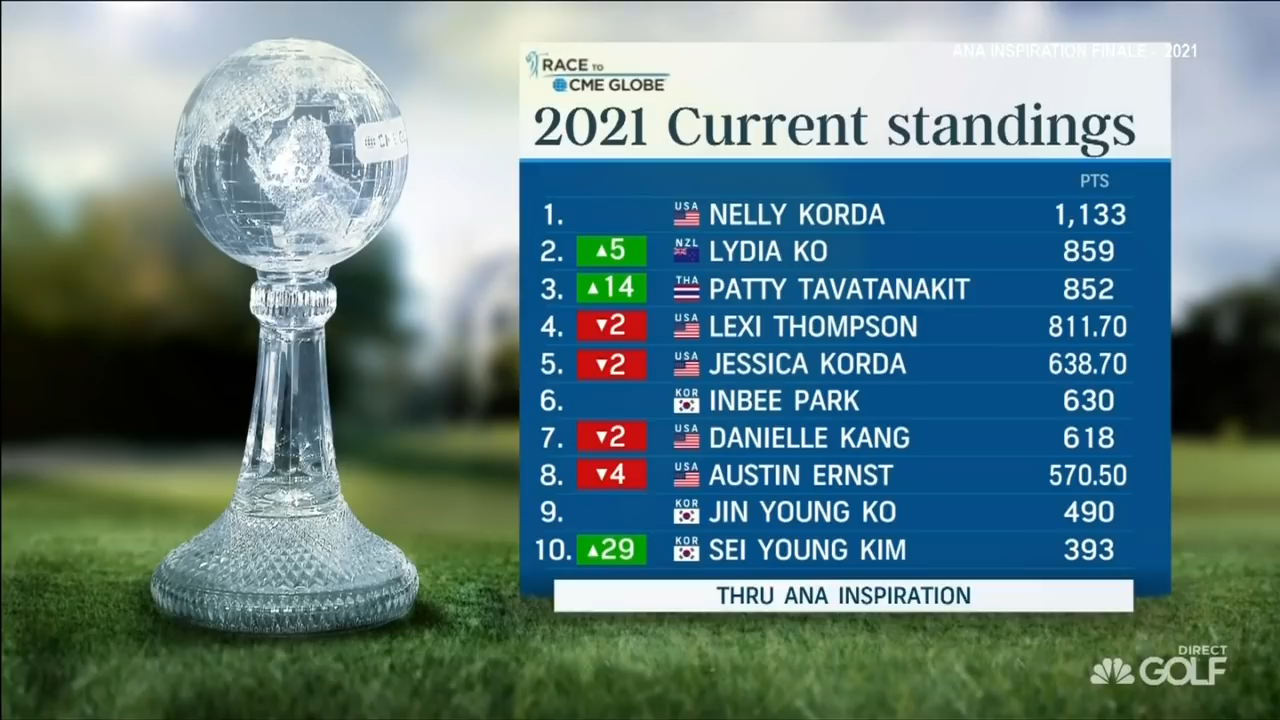 ANA INSPIRATION FINALE - 2021
RACE TO
CME GLOBE
2021 Current standings
PTS
1. USA NELLY KORDA 1,133
2. ▲5 NZL LYDIA KO 859
3. ▲14 THA PATTY TAVATANAKIT 852
4. ▼2 USA LEXI THOMPSON 811.70
5. ▼2 USA JESSICA KORDA 638.70
6. KOR INBEE PARK 630
7. ▼2 USA DANIELLE KANG 618
8. ▼4 USA AUSTIN ERNST 570.50
9. KOR JIN YOUNG KO 490
10. ▲29 KOR SEI YOUNG KIM 393
THRU ANA INSPIRATION
DIRECT
GOLF